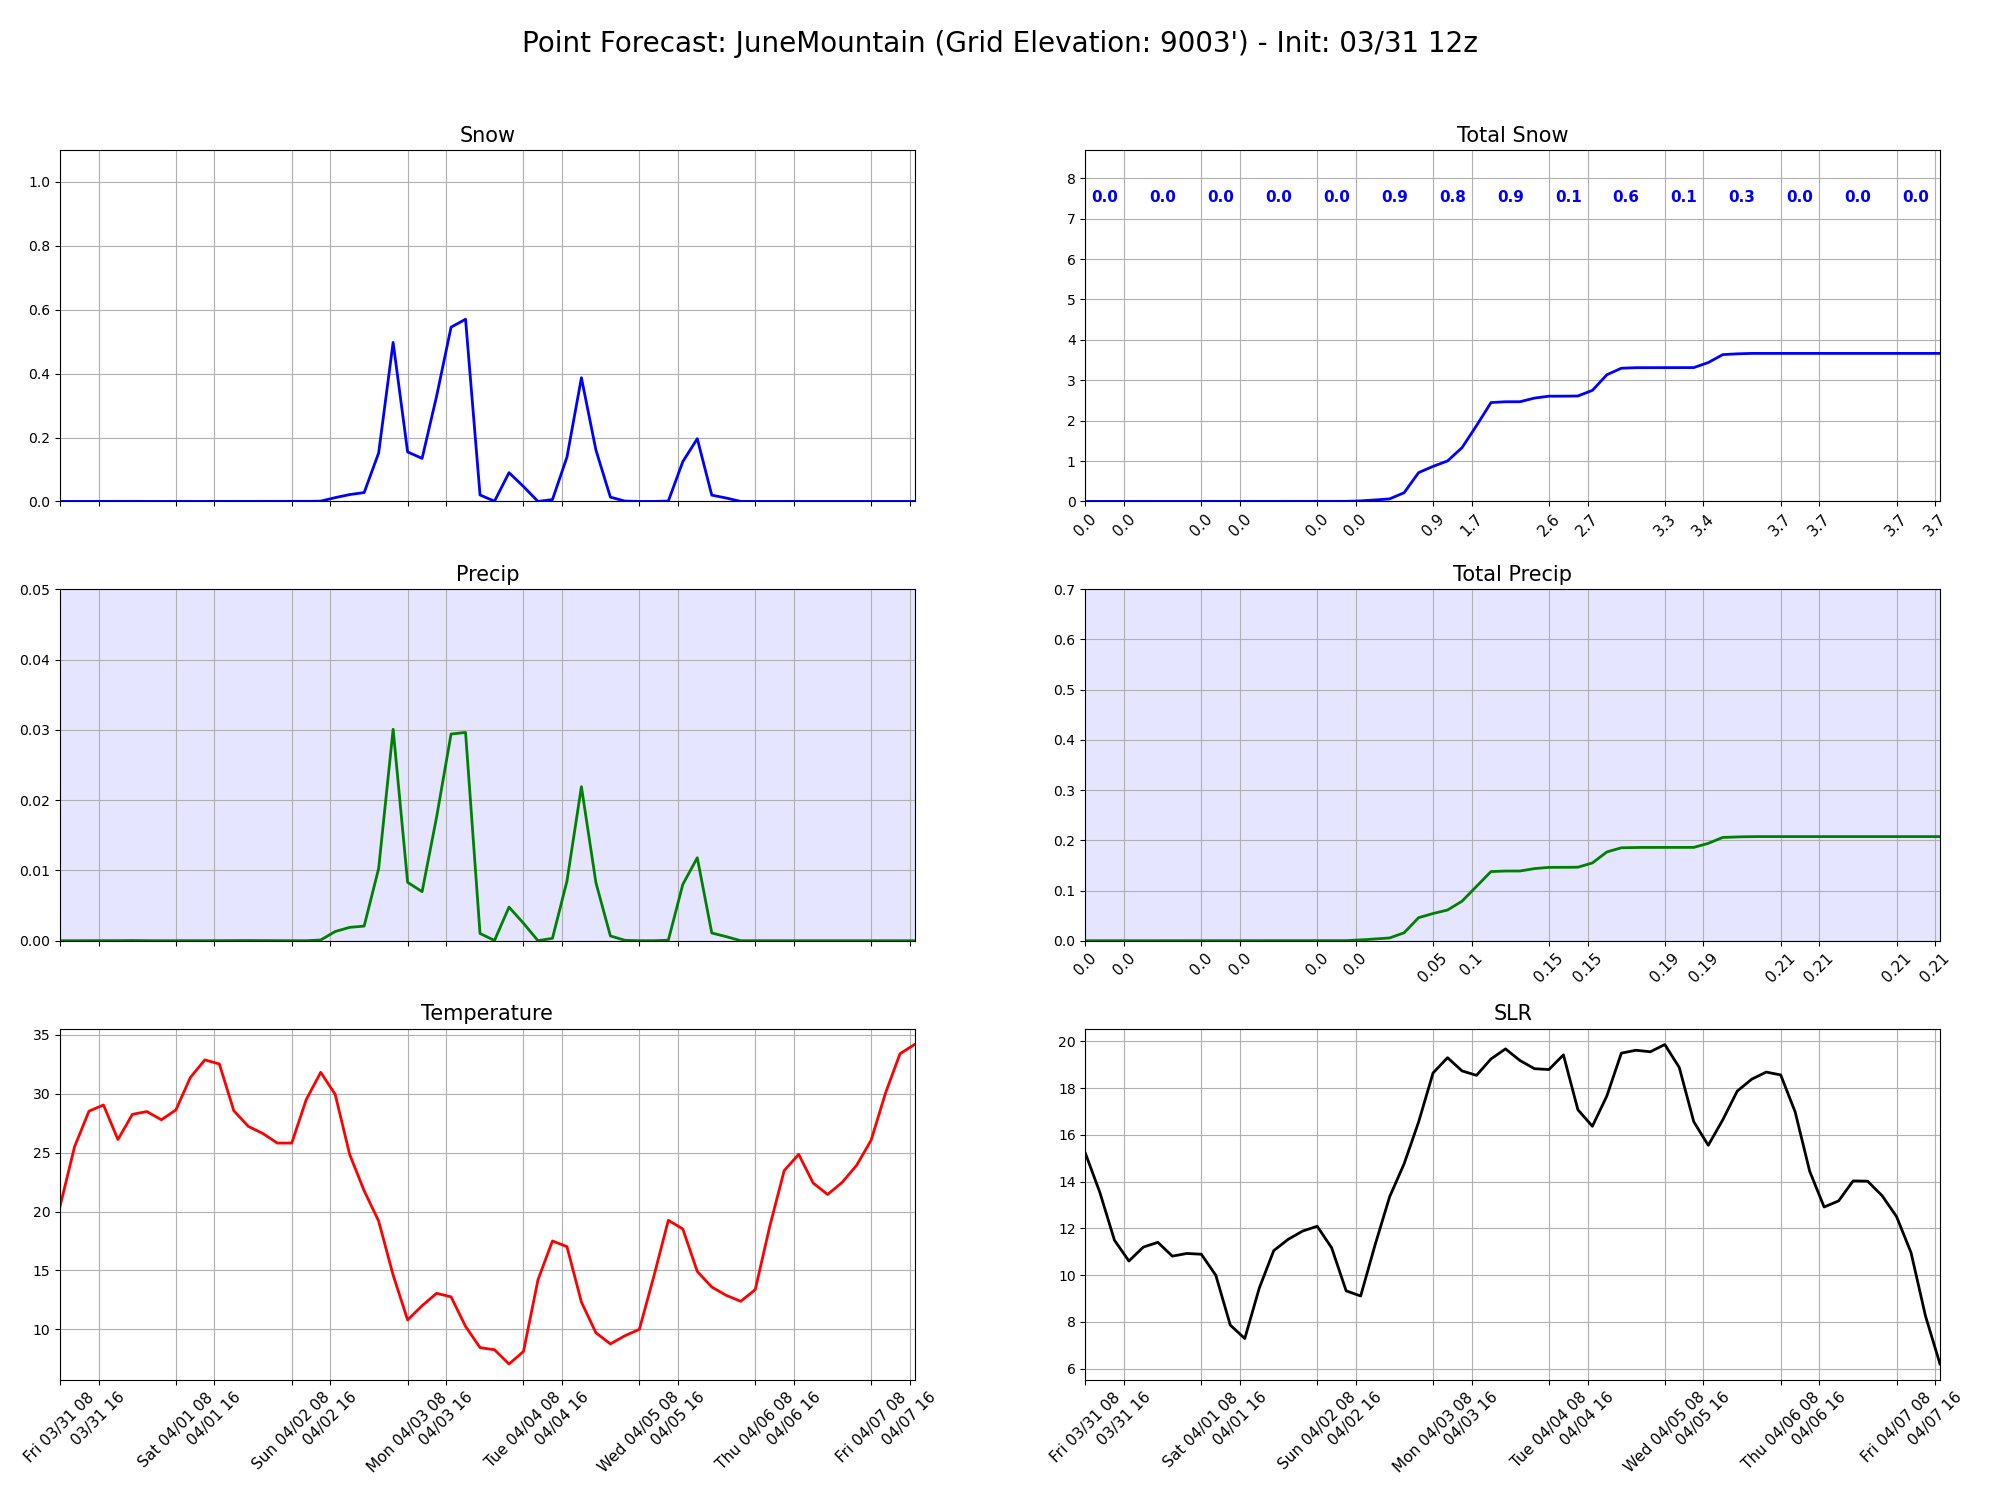 Point Forecast: JuneMountain (Grid Elevation: 9003') - Init: 03/31 12z
Snow
1.0
0.8
0.6
0.4
0.2
0.0
Total Snow
8
7
6
5
4
3
2
1
0
0.0 0.0 0.0 0.0 0.0 0.9 0.8 0.9 0.1 0.6 0.1 0.3 0.0 0.0 0.0
0.0 0.0 0.0 0.0 0.0 0.0 0.9 1.7 2.6 2.7 3.3 3.4 3.7 3.7 3.7 3.7
Precip
0.05
0.04
0.03
0.02
0.01
0.00
Total Precip
0.7
0.6
0.5
0.4
0.3
0.2
0.1
0.0
0.0 0.0 0.0 0.0 0.0 0.0 0.05 0.1 0.15 0.15 0.19 0.19 0.21 0.21 0.21 0.21
Temperature
35
30
25
20
15
10
Fri 03/31 08
03/31 16
Sat 04/01 08
04/01 16
Sun 04/02 08
04/02 16
Mon 04/03 08
04/03 16
Tue 04/04 08
04/04 16
Wed 04/05 08
04/05 16
Thu 04/06 08
04/06 16
Fri 04/07 08
04/07 16
SLR
20
18
16
14
12
10
8
6
Fri 03/31 08
03/31 16
Sat 04/01 08
04/01 16
Sun 04/02 08
04/02 16
Mon 04/03 08
04/03 16
Tue 04/04 08
04/04 16
Wed 04/05 08
04/05 16
Thu 04/06 08
04/06 16
Fri 04/07 08
04/07 16